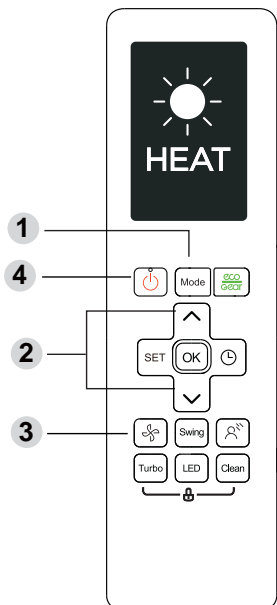 HEAT
1
4
Mode
eco
Gear
2
SET
OK
3
Swing
Turbo
LED
Clean